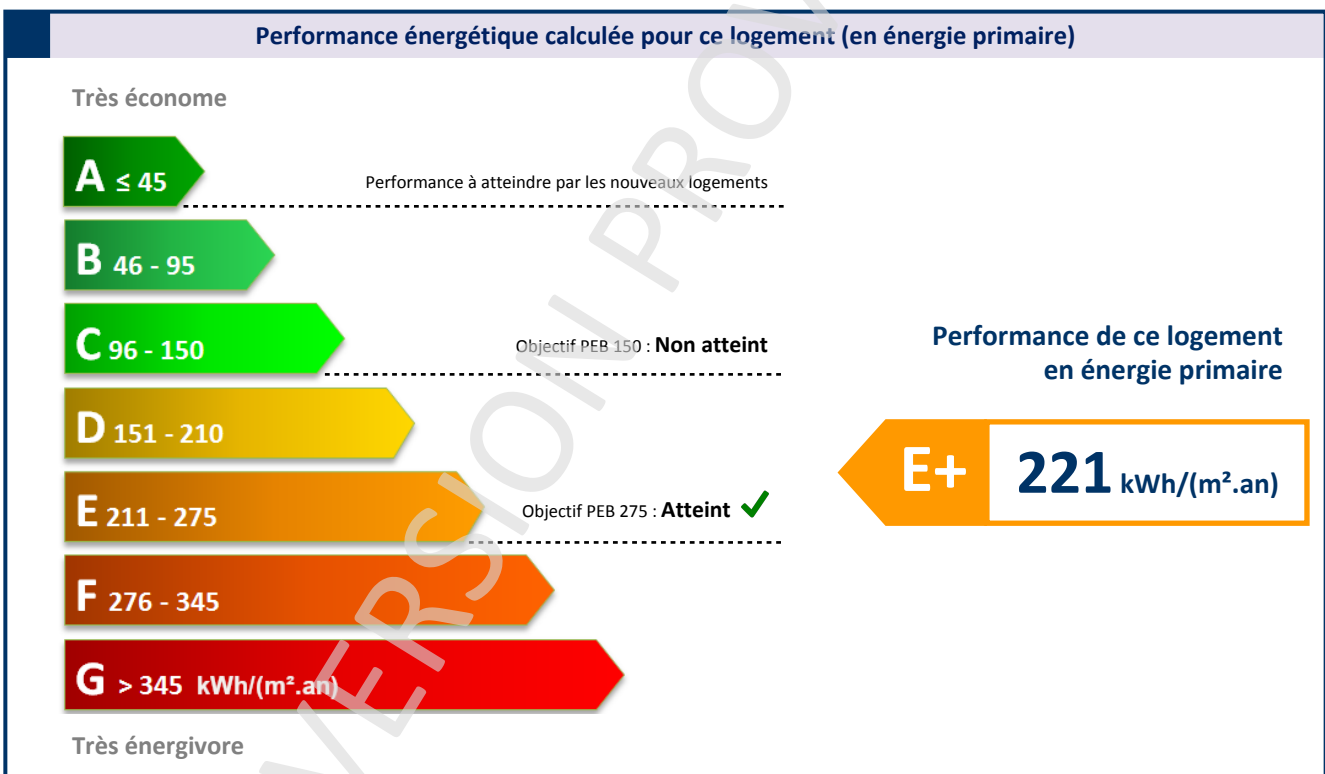 Performance énergétique calculée pour ce logement (en énergie primaire)
Très économe
A ≤ 45
Performance à atteindre par les nouveaux logements
B 46 - 95
C 96 - 150
Objectif PEB 150 : Non atteint
Performance de ce logement
en énergie primaire
D 151 - 210
E+ 221 kWh/(m².an)
E 211 - 275
Objectif PEB 275 : Atteint ✓
F 276 - 345
G > 345 kWh/(m².an)
Très énergivore
VERSION PROV